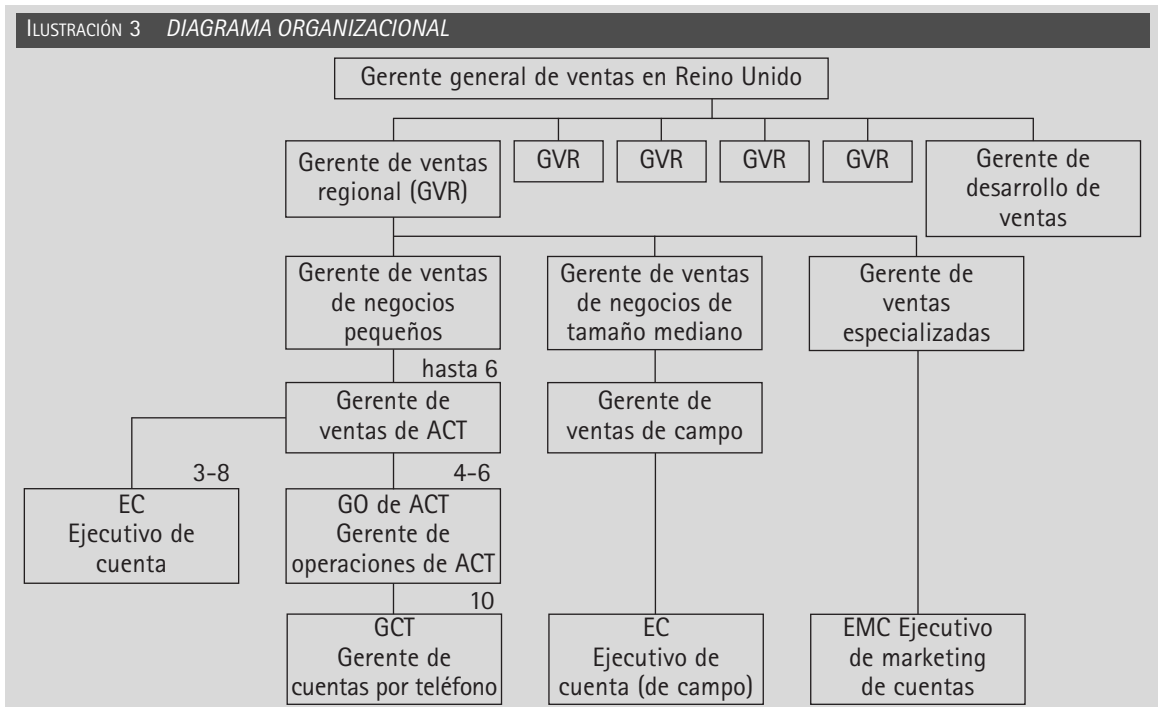 ILUSTRACIÓN 3 DIAGRAMA ORGANIZACIONAL
Gerente general de ventas en Reino Unido
Gerente de ventas
regional (GVR)
GVR
GVR
GVR
GVR
Gerente de
desarrollo de
ventas
Gerente de ventas
de negocios
pequeños
Gerente de ventas
de negocios de
tamaño mediano
Gerente de
ventas
especializadas
hasta 6
Gerente de
ventas de ACT
Gerente de
ventas de campo
3-8
4-6
EC
Ejecutivo de
cuenta
GO de ACT
Gerente de
operaciones de ACT
10
GCT
Gerente de
cuentas por teléfono
EC
Ejecutivo de
cuenta (de campo)
EMC Ejecutivo
de marketing
de cuentas